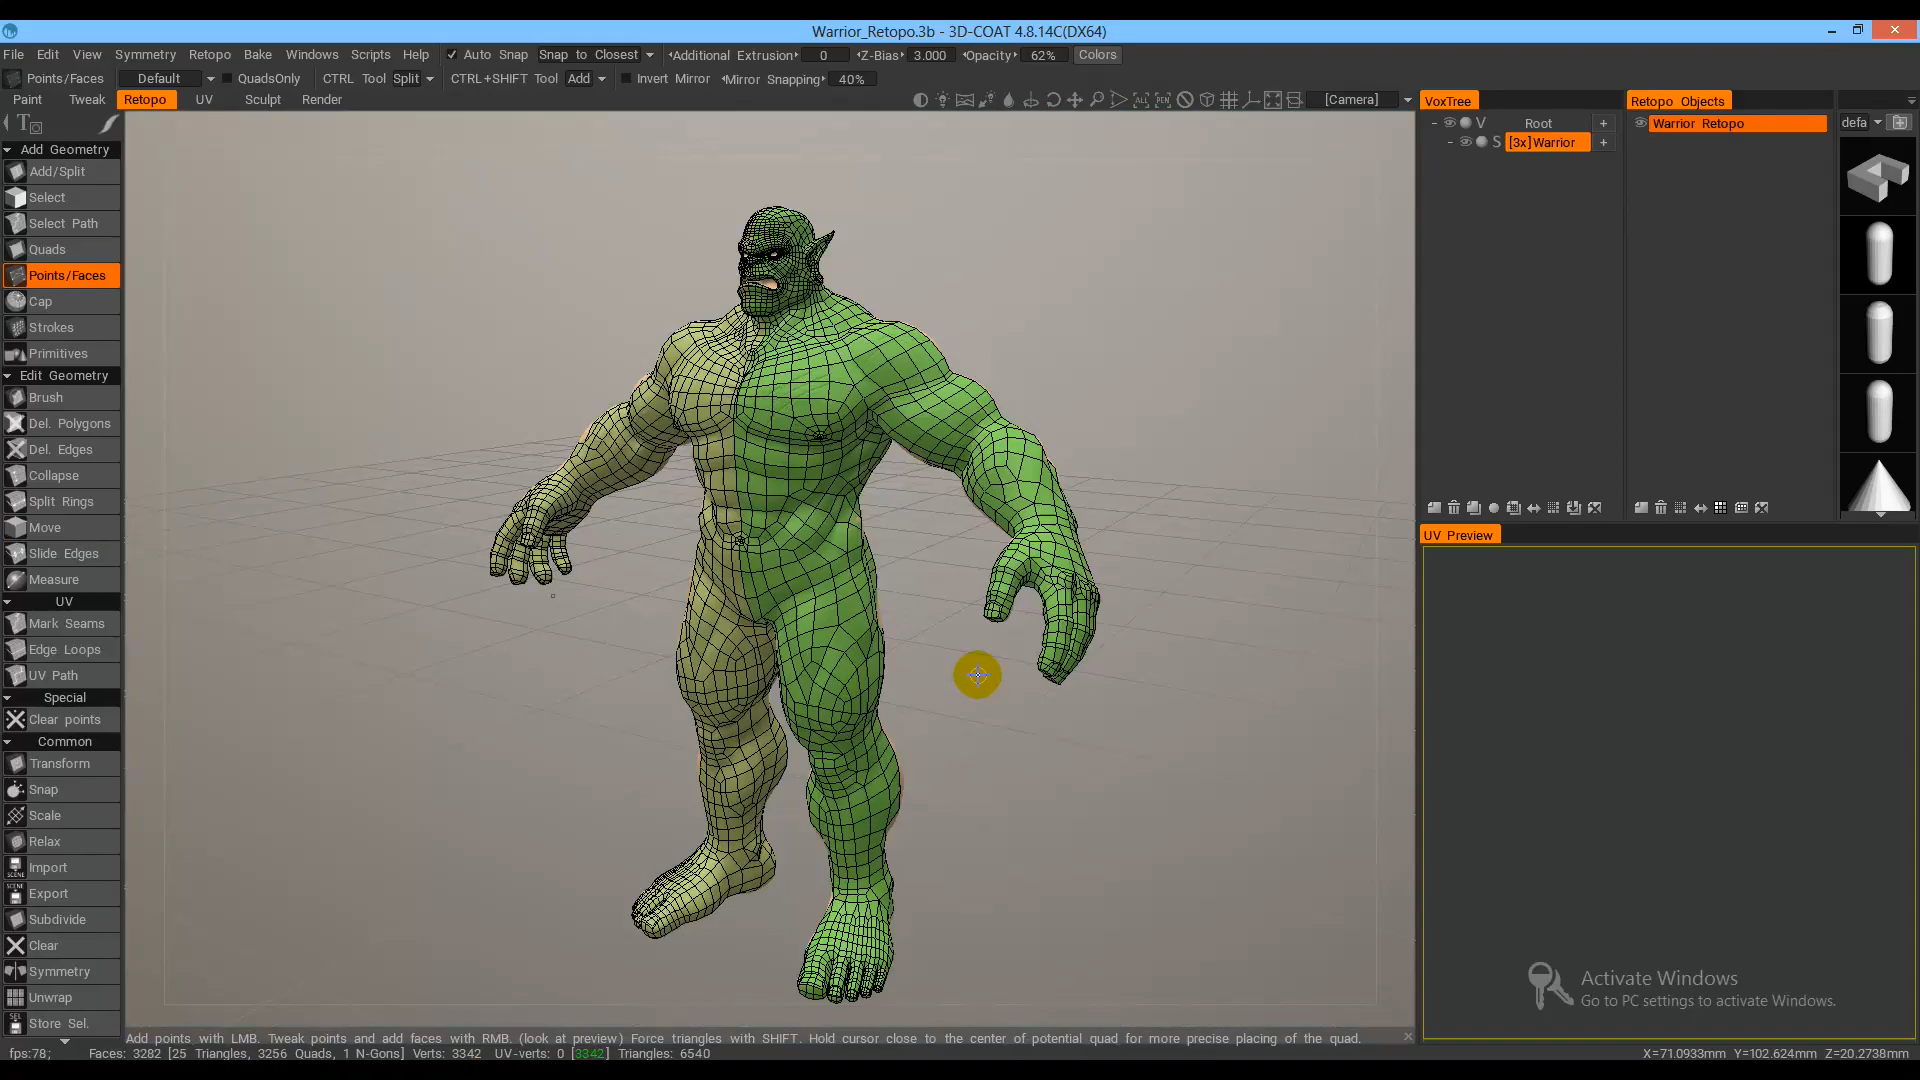 Warrior_Retopo.3b - 3D-COAT 4.8.14C(DX64)
File Edit View Symmetry Retopo Bake Windows Scripts Help Auto Snap Snap to Closest Additional Extrusion 0 Z-Bias 3.000 Opacity 62% Colors
Points/Faces Default QuadsOnly CTRL Tool Split CTRL+SHIFT Tool Add Invert Mirror Mirror Snapping 40%
Paint Tweak Retopo UV Sculpt Render ALL PEN [Camera] VoxTree Retopo Objects
V Root + Warrior Retopo defa
S [3x]Warrior +
Add Geometry
Add/Split
Select
Select Path
Quads
Points/Faces
Cap
Strokes
Primitives
Edit Geometry
Brush
Del. Polygons
Del. Edges
Collapse
Split Rings
Move
Slide Edges
Measure
UV
Mark Seams
Edge Loops
UV Path
Special
Clear points
Common
Transform
Snap
Scale
Relax
Import
Export
Subdivide
Clear
Symmetry
Unwrap
Store Sel.
UV Preview
Activate Windows
Go to PC settings to activate Windows.
Add points with LMB. Tweak points and add faces with RMB. (look at preview) Force triangles with SHIFT. Hold cursor close to the center of potential quad for more precise placing of the quad.
fps:78; Faces: 3282 [25 Triangles, 3256 Quads, 1 N-Gons] Verts: 3342 UV-verts: 0 [3342] Triangles: 6540 X=71.0933mm Y=102.624mm Z=20.2738mm